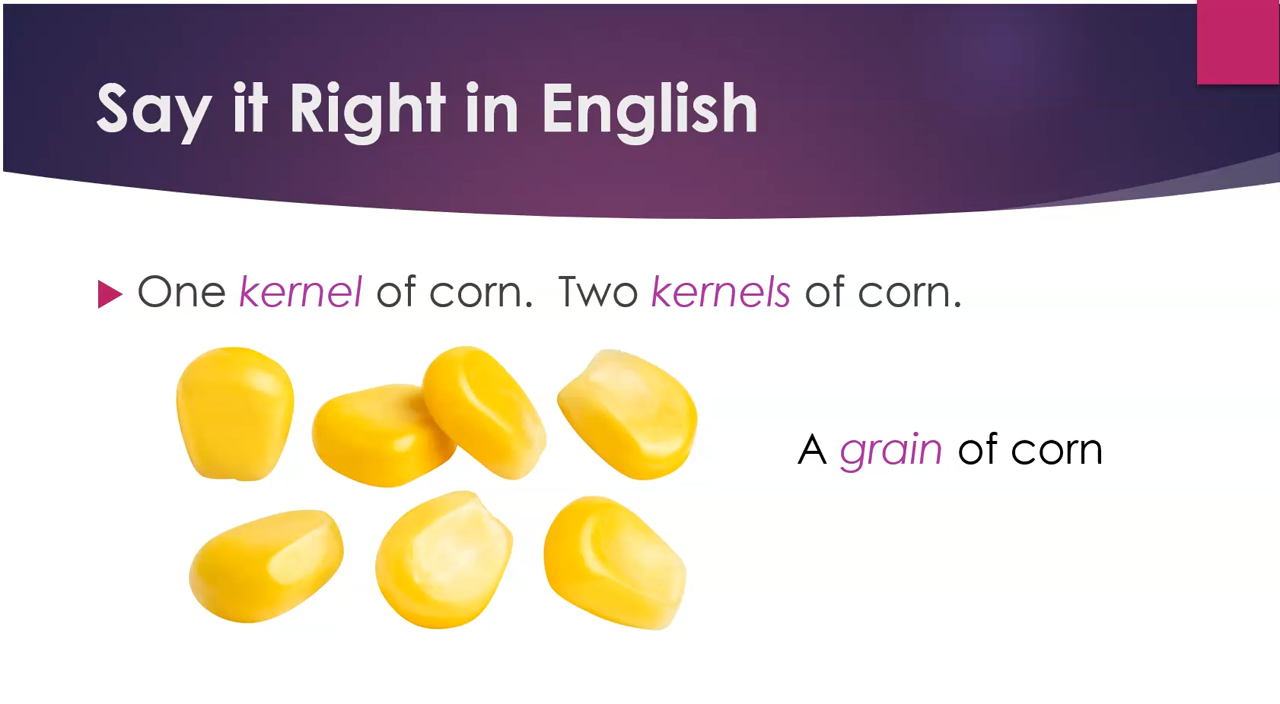 Say it Right in English
One kernel of corn. Two kernels of corn.
A grain of corn